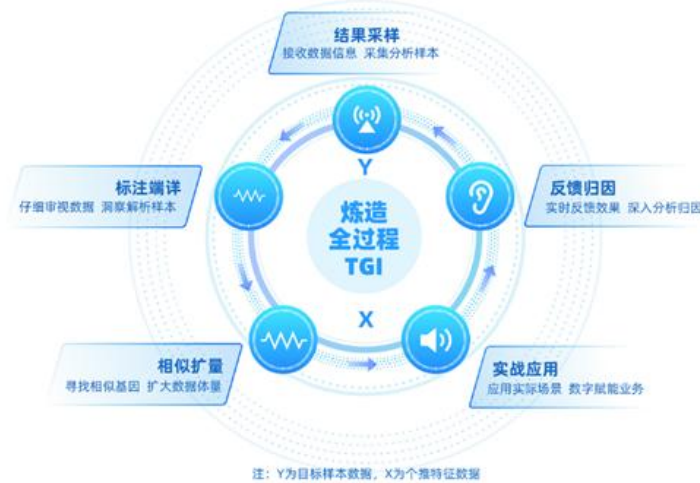 结果采样
接收数据信息 采集分析样本
Y
标注端详
仔细审视数据 洞察解析样本
反馈归因
实时反馈效果 深入分析归因
炼造
全过程
TGI
X
相似扩量
寻找相似基因 扩大数据体量
实战应用
应用实际场景 数字赋能业务
注：Y为目标样本数据，X为个推特征数据